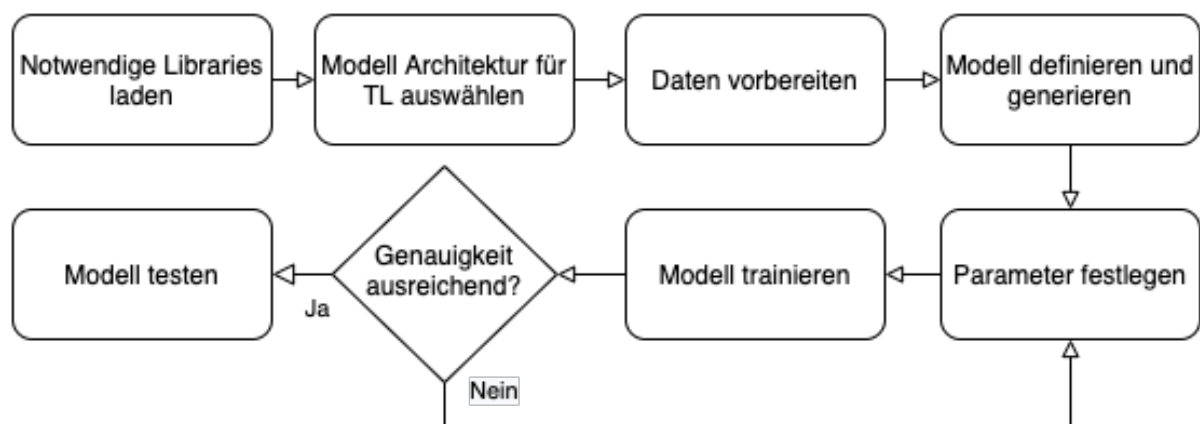 Notwendige Libraries
laden
Modell Architektur für
TL auswählen
Daten vorbereiten
Modell definieren und
generieren
Parameter festlegen
Modell trainieren
Genauigkeit
ausreichend?
Ja
Nein
Modell testen